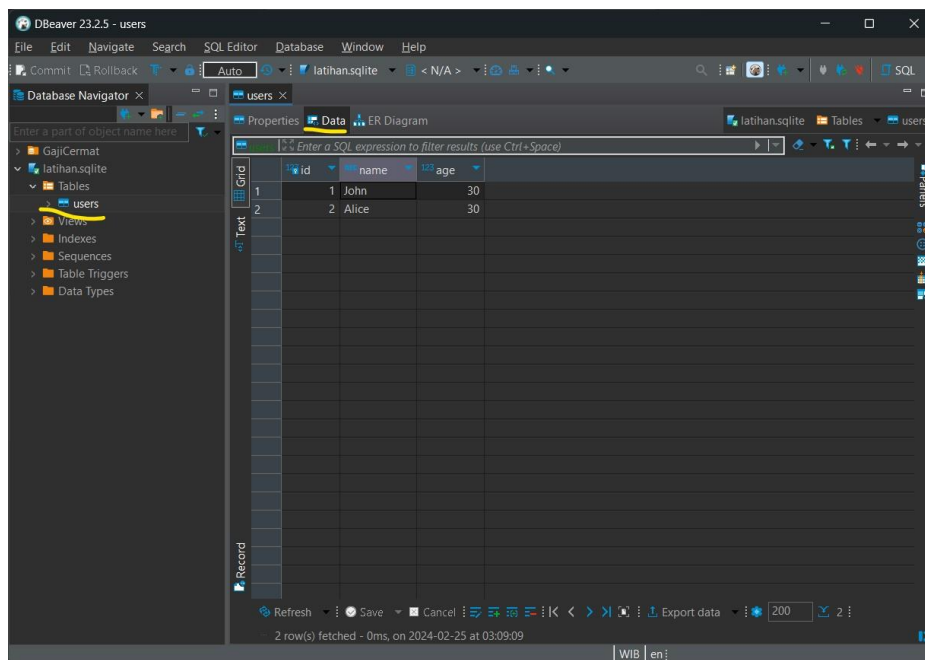 DBeaver 23.2.5 - users
File Edit Navigate Search SQL Editor Database Window Help
Commit Rollback Auto latihan.sqlite < N/A > SQL
Database Navigator users
Properties Data ER Diagram latihan.sqlite Tables users
Enter a part of object name here
Enter a SQL expression to filter results (use Ctrl+Space)
GajiCermat
latihan.sqlite
Tables
users
Views
Indexes
Sequences
Table Triggers
Data Types
Grid
Text
Record
123 id name 123 age
1 1 John 30
2 2 Alice 30
Panels
Refresh Save Cancel Export data 200 2
2 row(s) fetched - 0ms, on 2024-02-25 at 03:09:09
WIB en